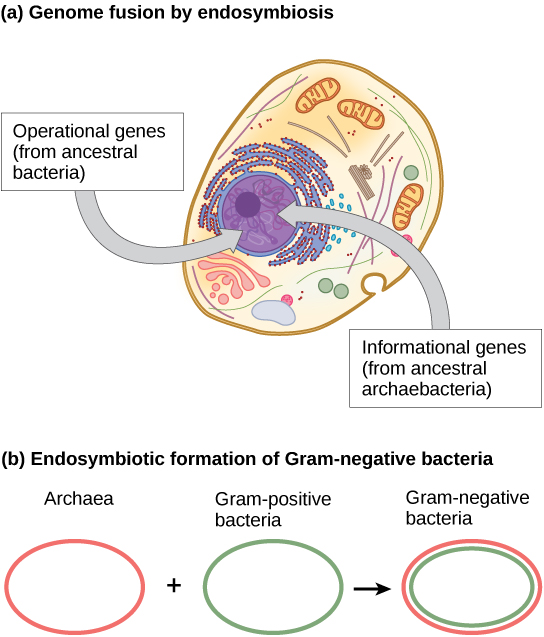 (a) Genome fusion by endosymbiosis
Operational genes
(from ancestral
bacteria)
Informational genes
(from ancestral
archaebacteria)
(b) Endosymbiotic formation of Gram-negative bacteria
Archaea
Gram-positive
bacteria
Gram-negative
bacteria
+